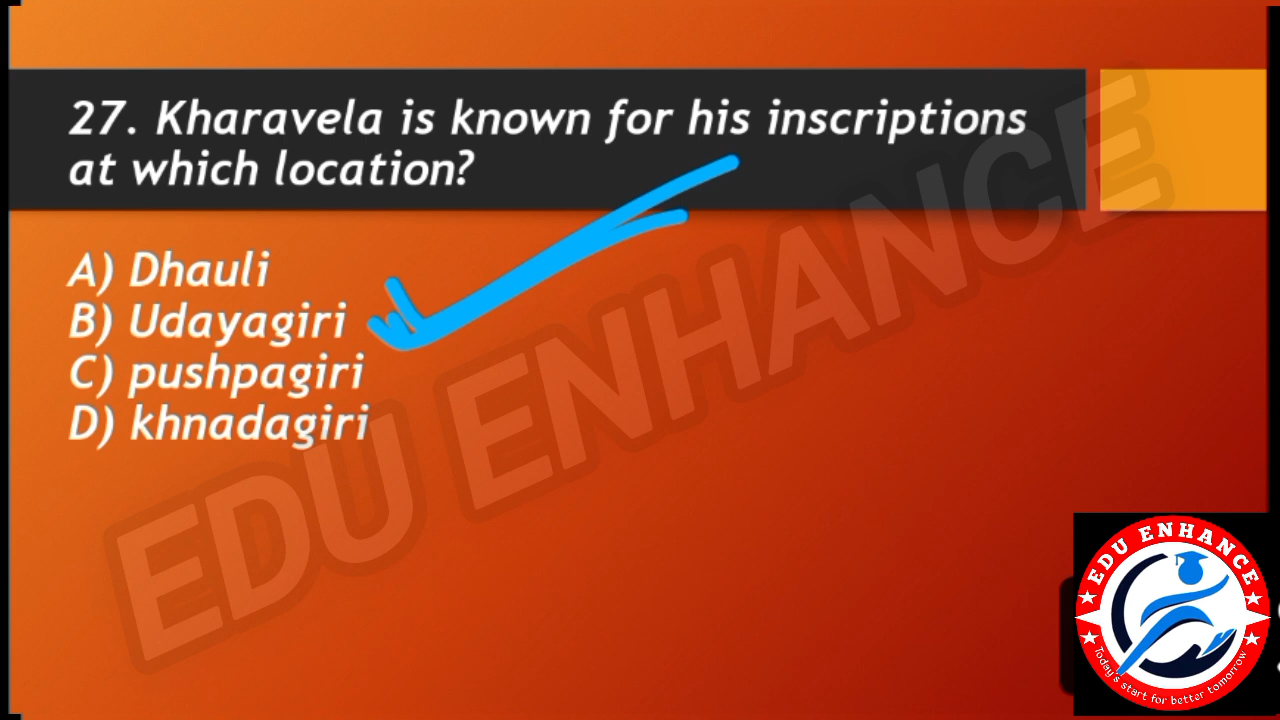 27. Kharavela is known for his inscriptions
at which location?
A) Dhauli
B) Udayagiri
C) pushpagiri
D) khnadagiri
EDU ENHANCE
EDU ENHANCE
Today's start for better tomorrow